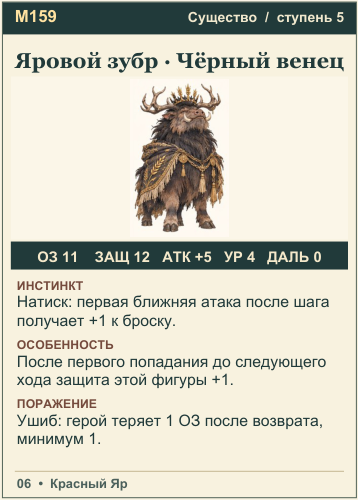 M159
Существо / ступень 5
Яровой зубр · Чёрный венец
ОЗ 11 ЗАЩ 12 АТК +5 УР 4 ДАЛЬ 0
ИНСТИНКТ
Натиск: первая ближняя атака после шага
получает +1 к броску.
ОСОБЕННОСТЬ
После первого попадания до следующего
хода защита этой фигуры +1.
ПОРАЖЕНИЕ
Ушиб: герой теряет 1 ОЗ после возврата,
минимум 1.
06 • Красный Яр